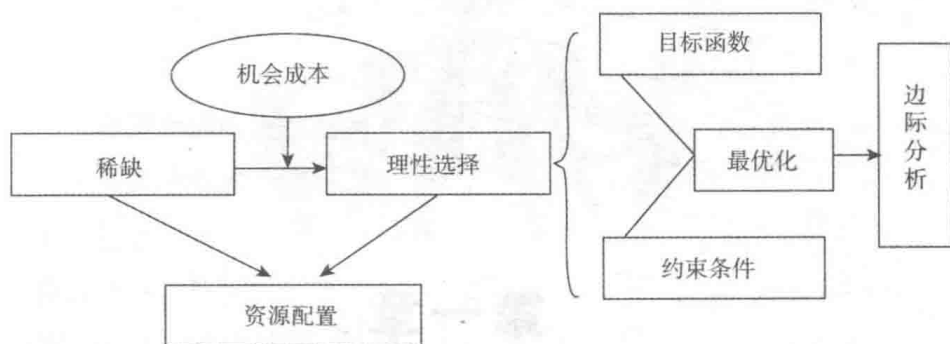 机会成本
稀缺
理性选择
资源配置
目标函数
最优化
约束条件
边际分析